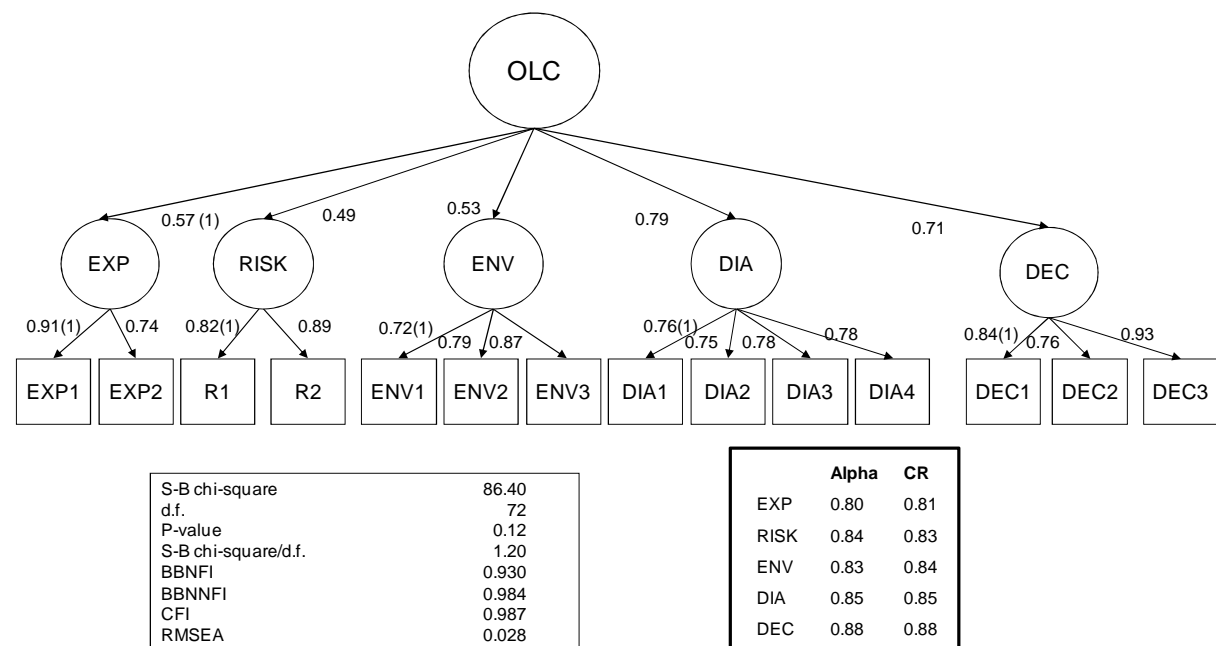 OLC
0.57 (1) 0.49 0.53 0.79 0.71
EXP RISK ENV DIA DEC
0.91(1) 0.74 0.82(1) 0.89 0.72(1) 0.79 0.87 0.76(1) 0.75 0.78 0.78 0.84(1) 0.76 0.93
EXP1 EXP2 R1 R2 ENV1 ENV2 ENV3 DIA1 DIA2 DIA3 DIA4 DEC1 DEC2 DEC3
S-B chi-square 86.40
d.f. 72
P-value 0.12
S-B chi-square/d.f. 1.20
BBNFI 0.930
BBNNFI 0.984
CFI 0.987
RMSEA 0.028
Alpha CR
EXP 0.80 0.81
RISK 0.84 0.83
ENV 0.83 0.84
DIA 0.85 0.85
DEC 0.88 0.88